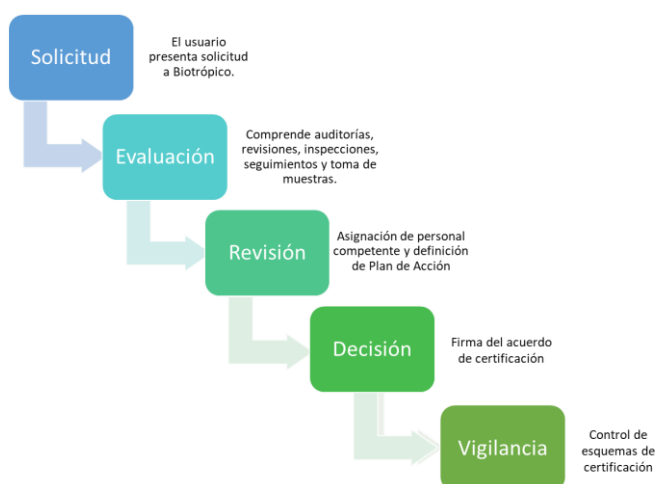 Solicitud
El usuario
presenta solicitud
a Biotrópico.
Evaluación
Comprende auditorías,
revisiones, inspecciones,
seguimientos y toma de
muestras.
Revisión
Asignación de personal
competente y definición
de Plan de Acción
Decisión
Firma del acuerdo
de certificación
Vigilancia
Control de
esquemas de
certificación